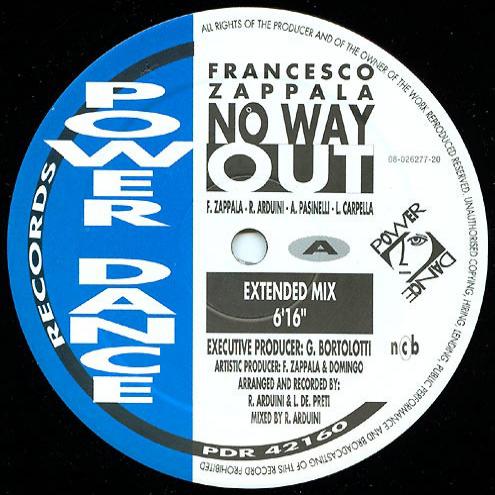 ALL RIGHTS OF THE PRODUCER AND OF THE OWNER OF THE WORK REPRODUCED RESERVED. UNAUTHORISED COPYING, HIRING, LENDING, PUBLIC PERFORMANCE AND BROADCASTING OF THIS RECORD PROHIBITED
POWER DANCE
RECORDS
FRANCESCO
ZAPPALA
NO WAY
OUT
08-026277-20
F. ZAPPALA - R. ARDUINI - A. PASINELLI - L. CARPELLA
A
POWER
DANCE
EXTENDED MIX
6'16"
EXECUTIVE PRODUCER: G. BORTOLOTTI
ncb
ARTISTIC PRODUCER: F. ZAPPALA & DOMINGO
ARRANGED AND RECORDED BY:
R. ARDUINI & L. DE PRETI
MIXED BY R. ARDUINI
PDR 42160